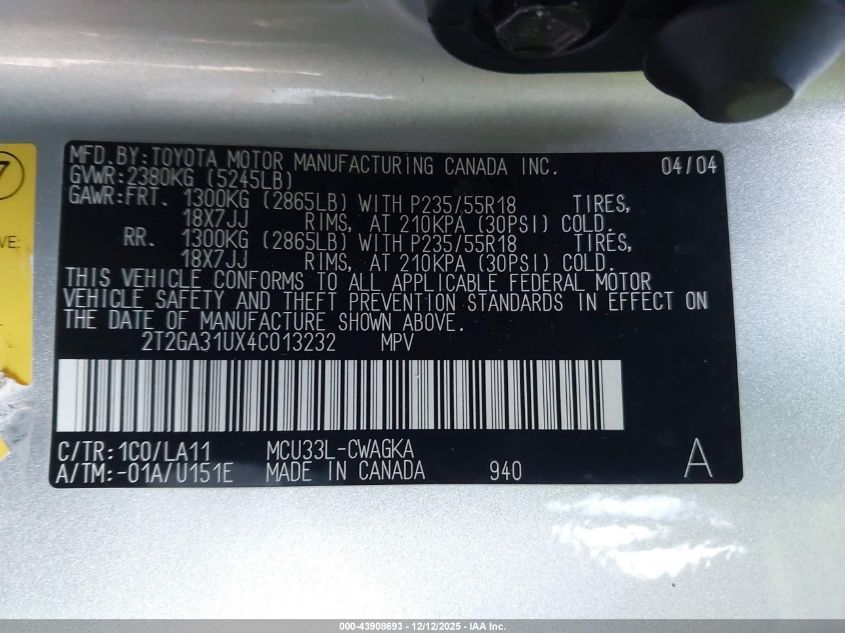 MFD.BY:TOYOTA MOTOR MANUFACTURING CANADA INC. 04/04
GVWR:2380KG (5245LB)
GAWR:FRT. 1300KG (2865LB) WITH P235/55R18 TIRES,
18X7JJ RIMS, AT 210KPA (30PSI) COLD.
RR. 1300KG (2865LB) WITH P235/55R18 TIRES,
18X7JJ RIMS, AT 210KPA (30PSI) COLD.
THIS VEHICLE CONFORMS TO ALL APPLICABLE FEDERAL MOTOR
VEHICLE SAFETY AND THEFT PREVENTION STANDARDS IN EFFECT ON
THE DATE OF MANUFACTURE SHOWN ABOVE.
2T2GA31UX4C013232 MPV
C/TR:1C0/LA11 MCU33L-CWAGKA
A/TM:-01A/U151E MADE IN CANADA 940 A
7
VE:
000-43908693 - 12/12/2025 - IAA Inc.